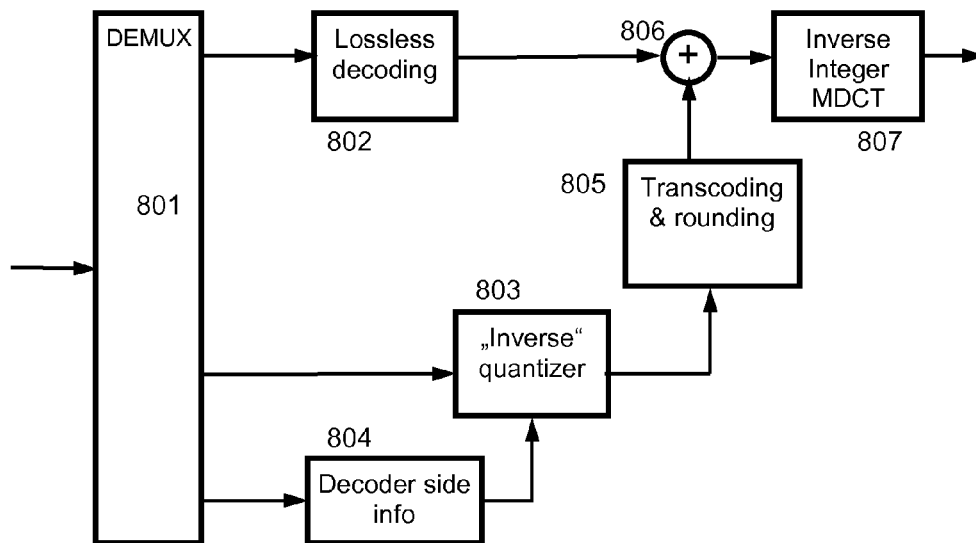 DEMUX
801
Lossless
decoding
802
806
+
Inverse
Integer
MDCT
807
805
Transcoding
& rounding
803
„Inverse“
quantizer
804
Decoder side
info